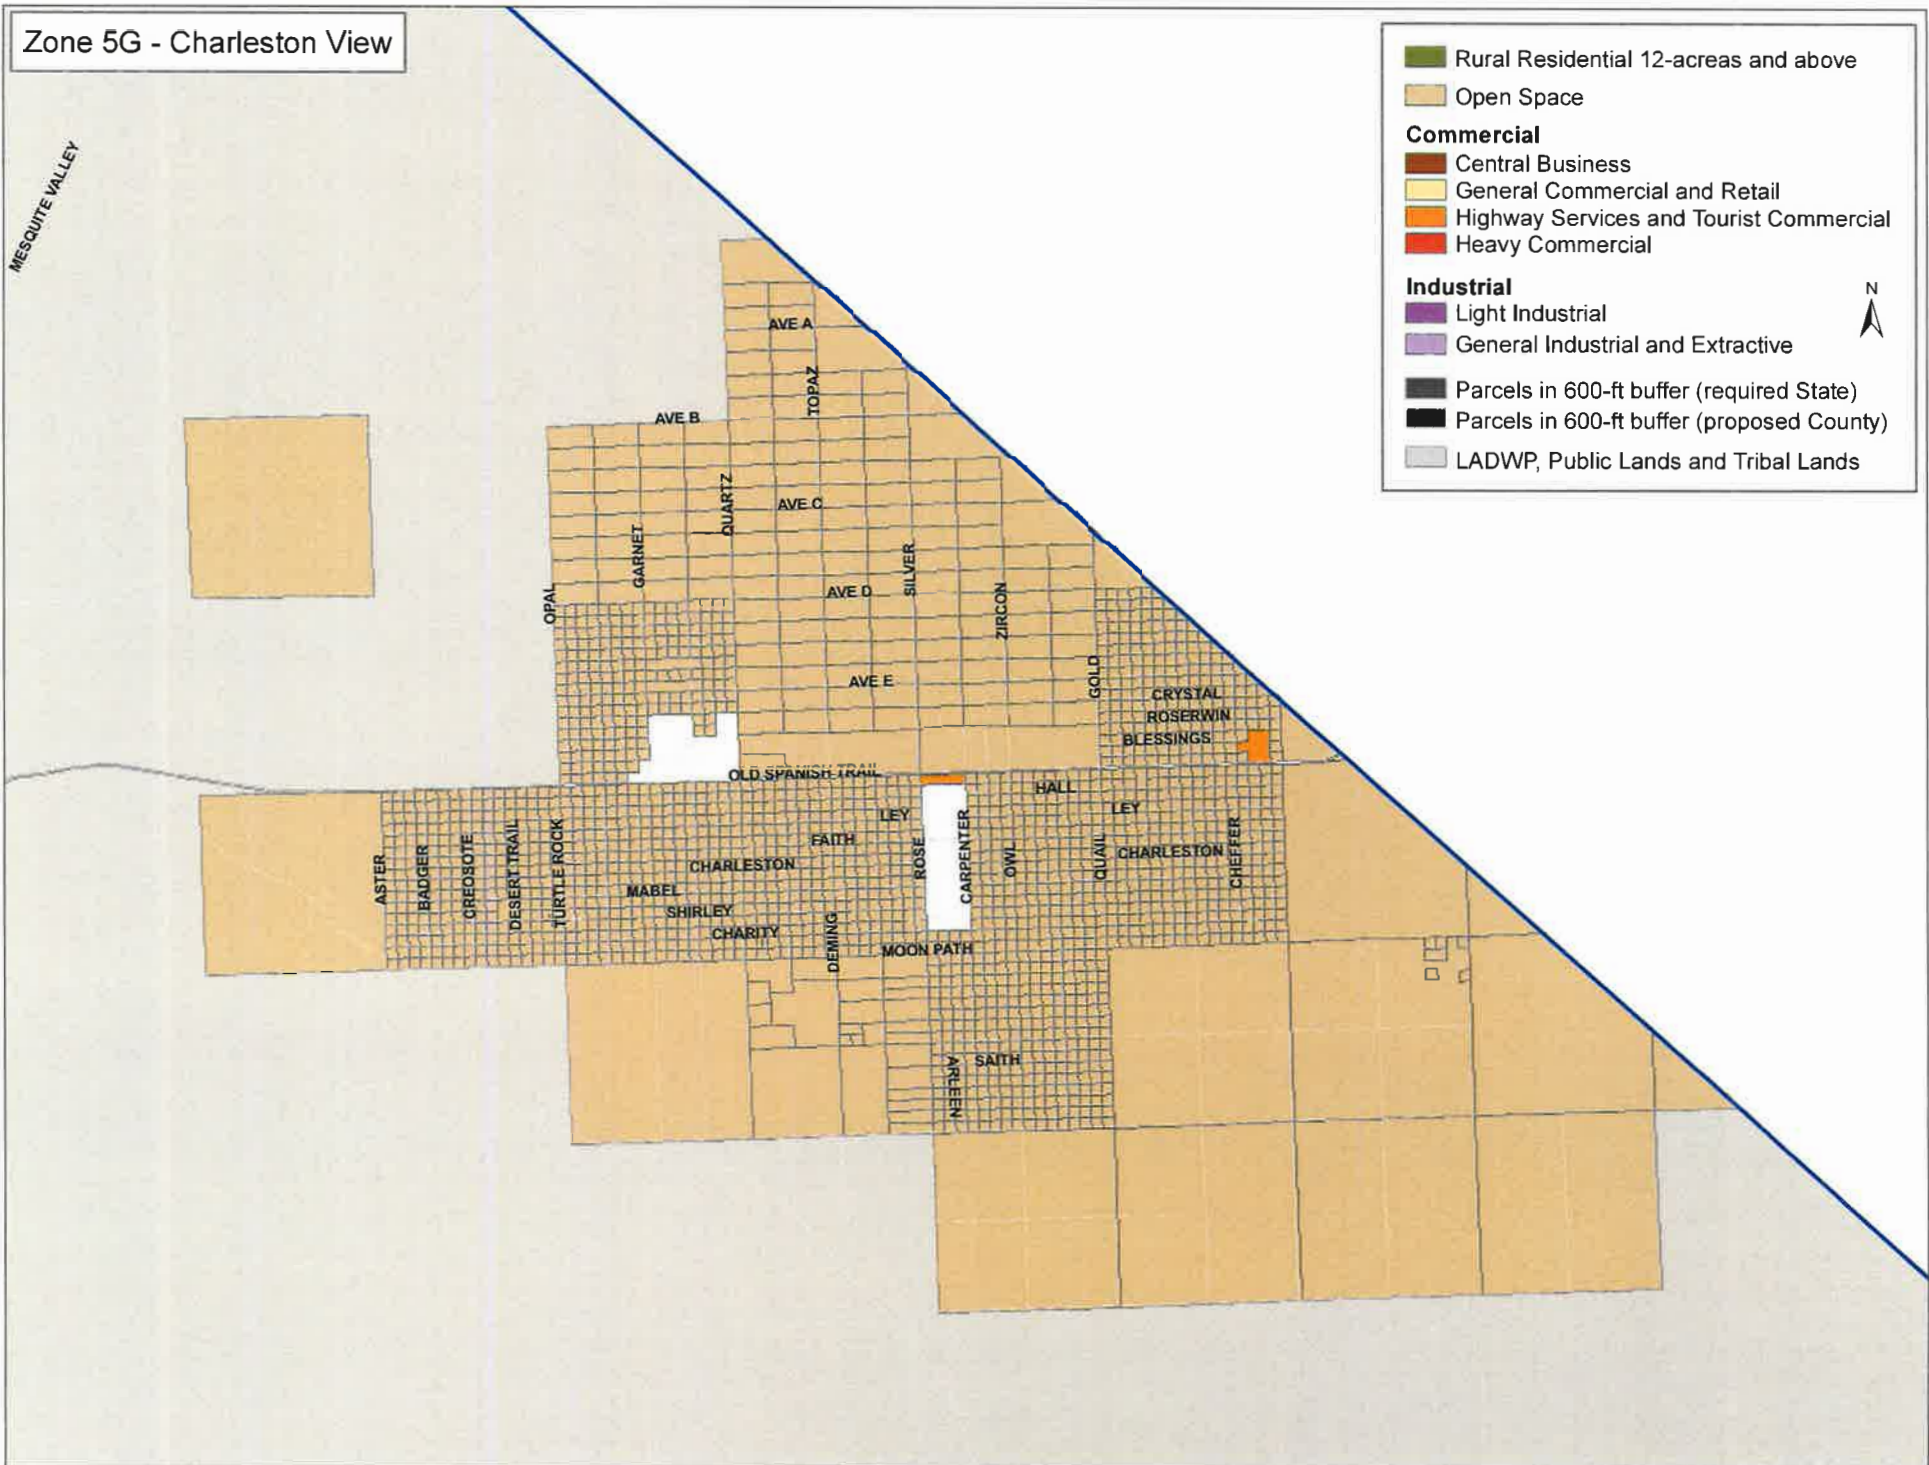 Zone 5G - Charleston View
Rural Residential 12-acreas and above
Open Space
Commercial
Central Business
General Commercial and Retail
Highway Services and Tourist Commercial
Heavy Commercial
Industrial
N
Light Industrial
General Industrial and Extractive
Parcels in 600-ft buffer (required State)
Parcels in 600-ft buffer (proposed County)
LADWP, Public Lands and Tribal Lands
MESQUITE VALLEY
AVE A
TOPAZ
AVE B
QUARTZ
AVE C
GARNET
SILVER
OPAL
AVE D
ZIRCON
GOLD
AVE E
CRYSTAL
ROSERWIN
BLESSINGS
OLD SPANISH TRAIL
HALL
LEY
LEY
FAITH
ASTER
BADGER
CREOSOTE
DESERT TRAIL
TURTLE ROCK
CHARLESTON
ROSE
CARPENTER
OWL
QUAIL
CHARLESTON
CHEFFER
MABEL
SHIRLEY
CHARITY
DEMING
MOON PATH
SAITH
ARLEEN